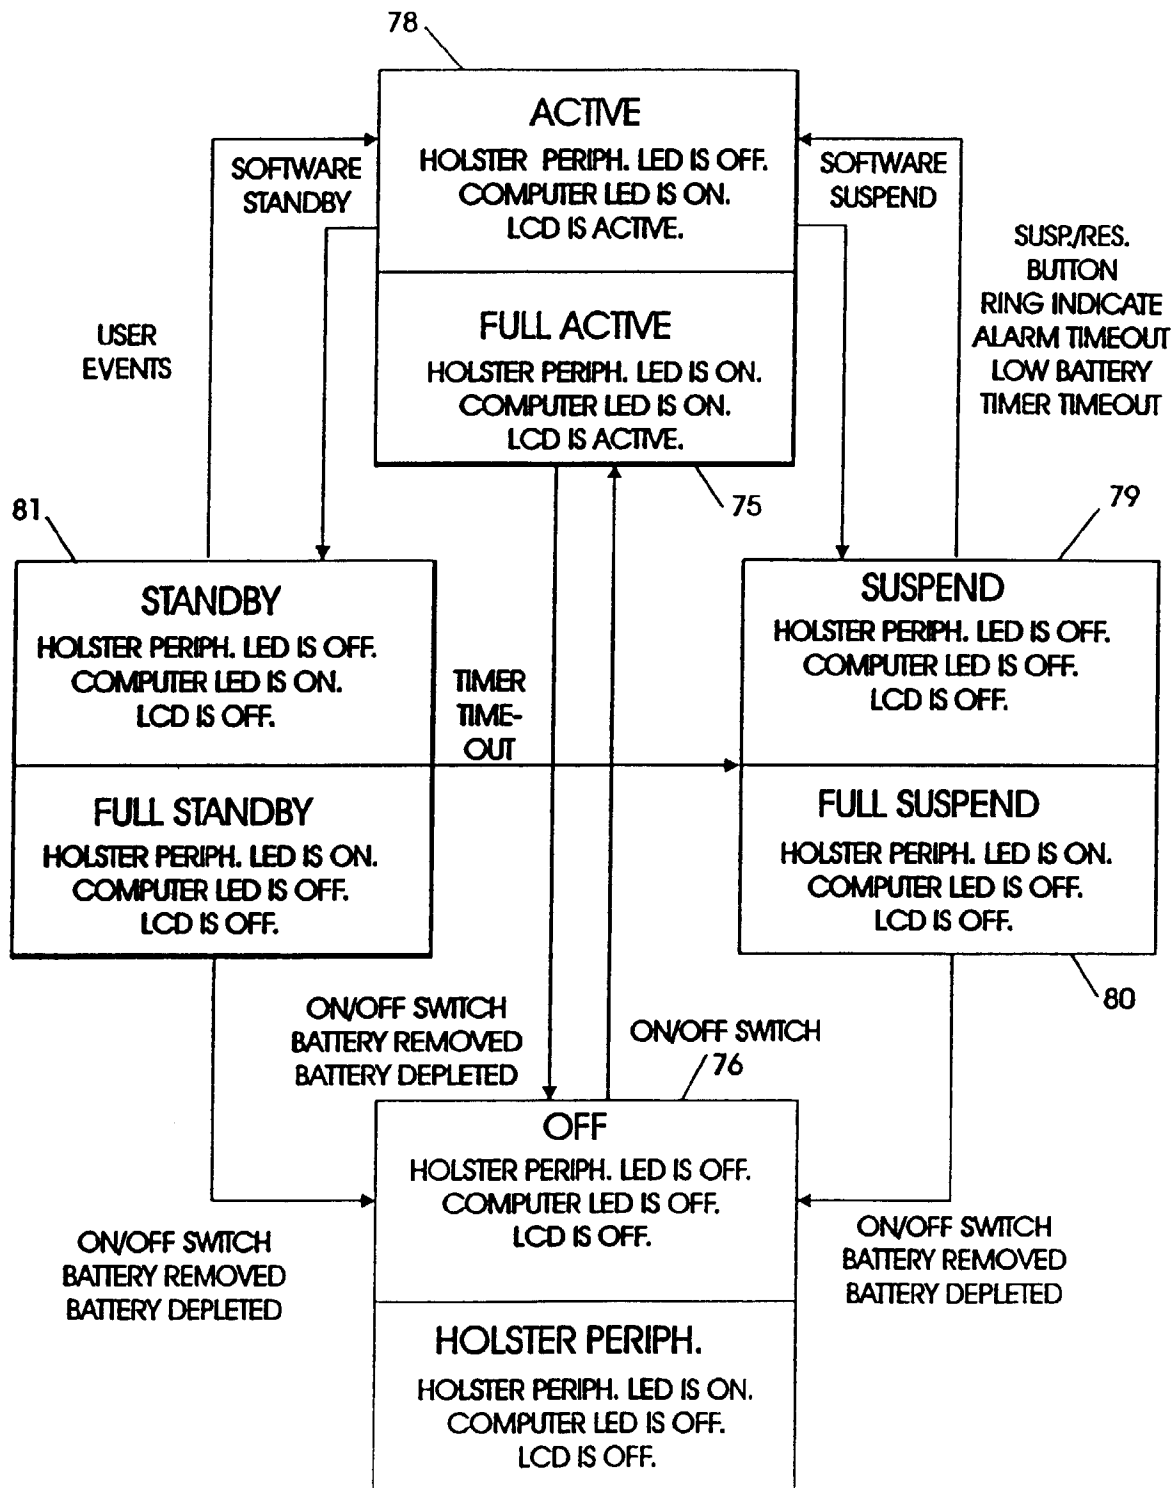 78
ACTIVE
HOLSTER PERIPH. LED IS OFF.
COMPUTER LED IS ON.
LCD IS ACTIVE.
SOFTWARE
STANDBY
SOFTWARE
SUSPEND
FULL ACTIVE
HOLSTER PERIPH. LED IS ON.
COMPUTER LED IS ON.
LCD IS ACTIVE.
75
USER
EVENTS
SUSP./RES.
BUTTON
RING INDICATE
ALARM TIMEOUT
LOW BATTERY
TIMER TIMEOUT
81
STANDBY
HOLSTER PERIPH. LED IS OFF.
COMPUTER LED IS ON.
LCD IS OFF.
FULL STANDBY
HOLSTER PERIPH. LED IS ON.
COMPUTER LED IS OFF.
LCD IS OFF.
TIMER
TIME-
OUT
79
SUSPEND
HOLSTER PERIPH. LED IS OFF.
COMPUTER LED IS OFF.
LCD IS OFF.
FULL SUSPEND
HOLSTER PERIPH. LED IS ON.
COMPUTER LED IS OFF.
LCD IS OFF.
80
ON/OFF SWITCH
BATTERY REMOVED
BATTERY DEPLETED
ON/OFF SWITCH
76
OFF
HOLSTER PERIPH. LED IS OFF.
COMPUTER LED IS OFF.
LCD IS OFF.
ON/OFF SWITCH
BATTERY REMOVED
BATTERY DEPLETED
ON/OFF SWITCH
BATTERY REMOVED
BATTERY DEPLETED
HOLSTER PERIPH.
HOLSTER PERIPH. LED IS ON.
COMPUTER LED IS OFF.
LCD IS OFF.